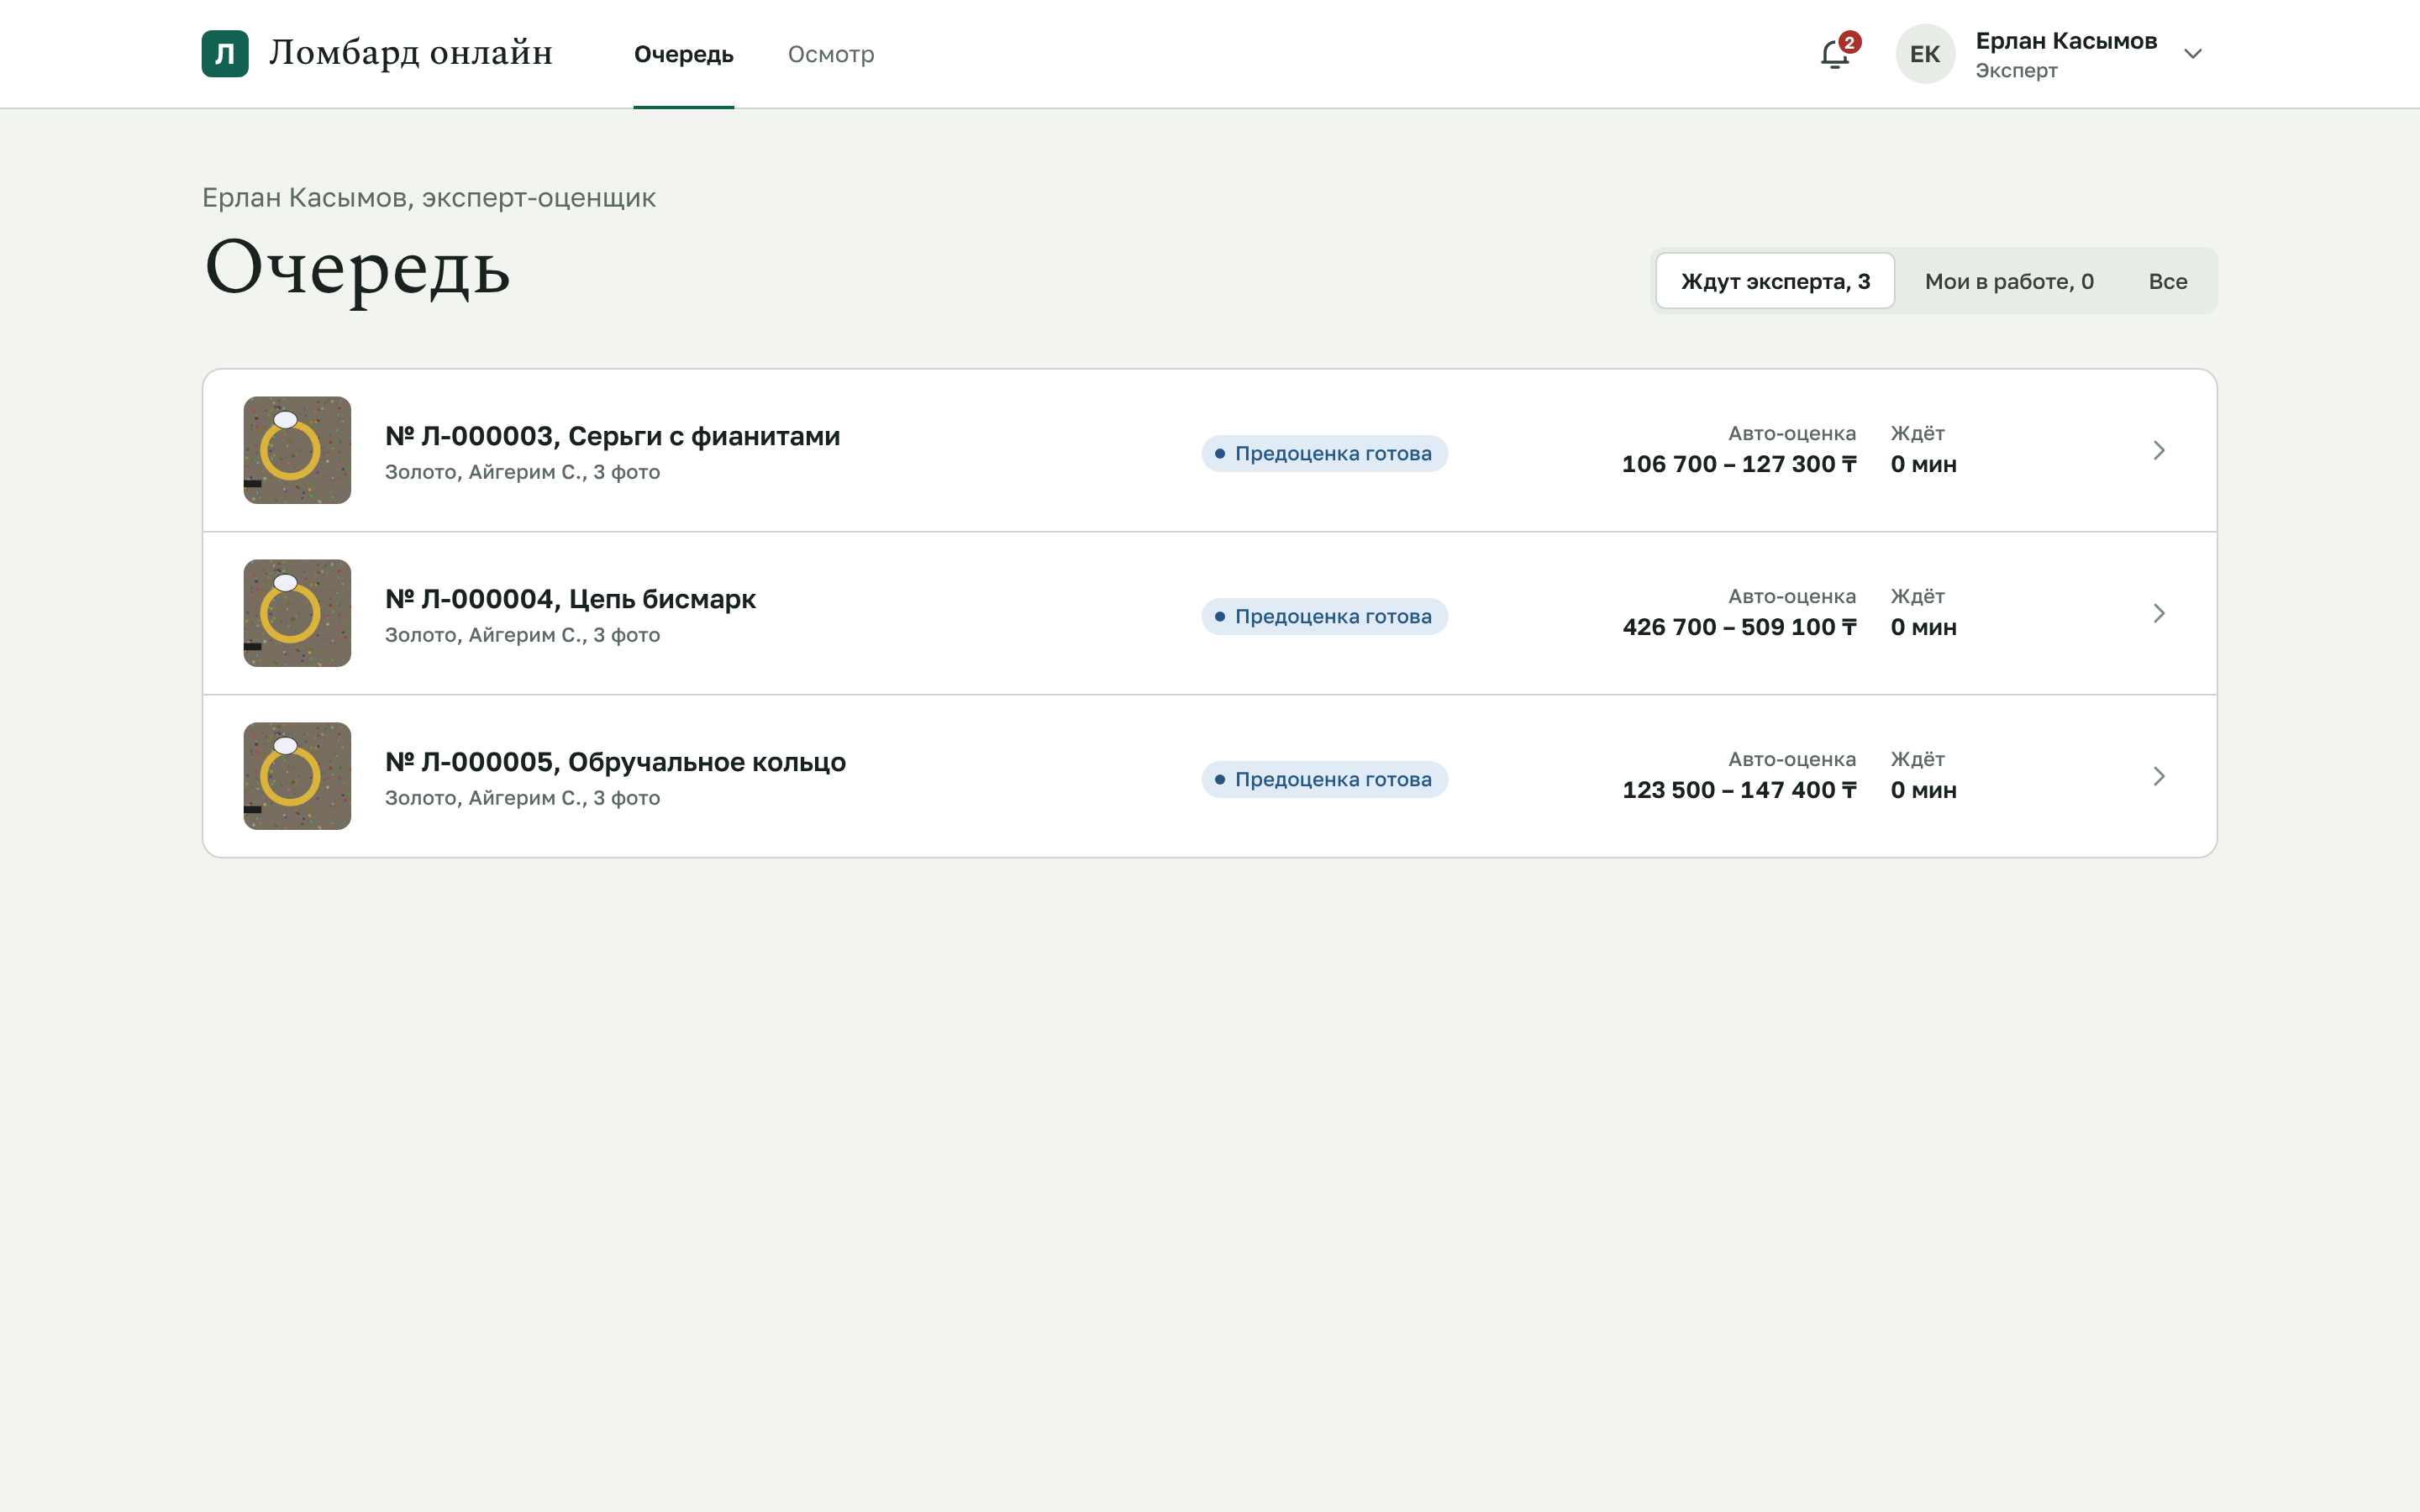 Л Ломбард онлайн Очередь Осмотр 2 ЕК Ерлан Касымов
Эксперт
Ерлан Касымов, эксперт-оценщик
Очередь
Ждут эксперта, 3 Мои в работе, 0 Все
№ Л-000003, Серьги с фианитами
Золото, Айгерим С., 3 фото
Предоценка готова
Авто-оценка
106 700 – 127 300 ₸
Ждёт
0 мин
№ Л-000004, Цепь бисмарк
Золото, Айгерим С., 3 фото
Предоценка готова
Авто-оценка
426 700 – 509 100 ₸
Ждёт
0 мин
№ Л-000005, Обручальное кольцо
Золото, Айгерим С., 3 фото
Предоценка готова
Авто-оценка
123 500 – 147 400 ₸
Ждёт
0 мин